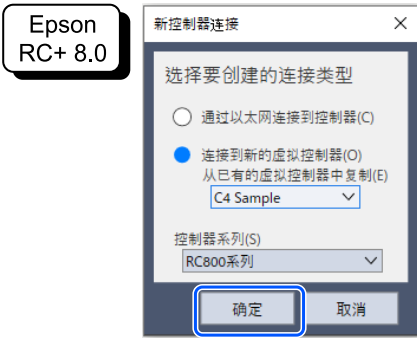 Epson
RC+ 8.0
新控制器连接
选择要创建的连接类型
通过以太网连接到控制器(C)
连接到新的虚拟控制器(O)
从已有的虚拟控制器中复制(E)
C4 Sample
控制器系列(S)
RC800系列
确定
取消